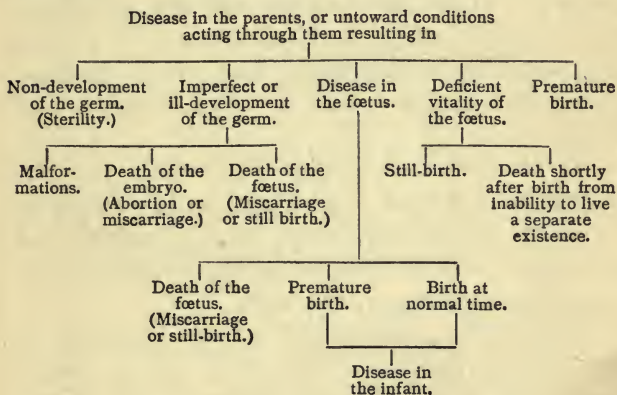 Disease in the parents, or untoward conditions
acting through them resulting in
Non-development
of the germ.
(Sterility.)
Imperfect or
ill-development
of the germ.
Disease in
the fœtus.
Deficient
vitality of
the fœtus.
Premature
birth.
Malfor-
mations.
Death of the
embryo.
(Abortion or
miscarriage.)
Death of the
fœtus.
(Miscarriage
or still birth.)
Still-birth.
Death shortly
after birth from
inability to live
a separate
existence.
Death of the
fœtus.
(Miscarriage
or still-birth.)
Premature
birth.
Birth at
normal time.
Disease in
the infant.